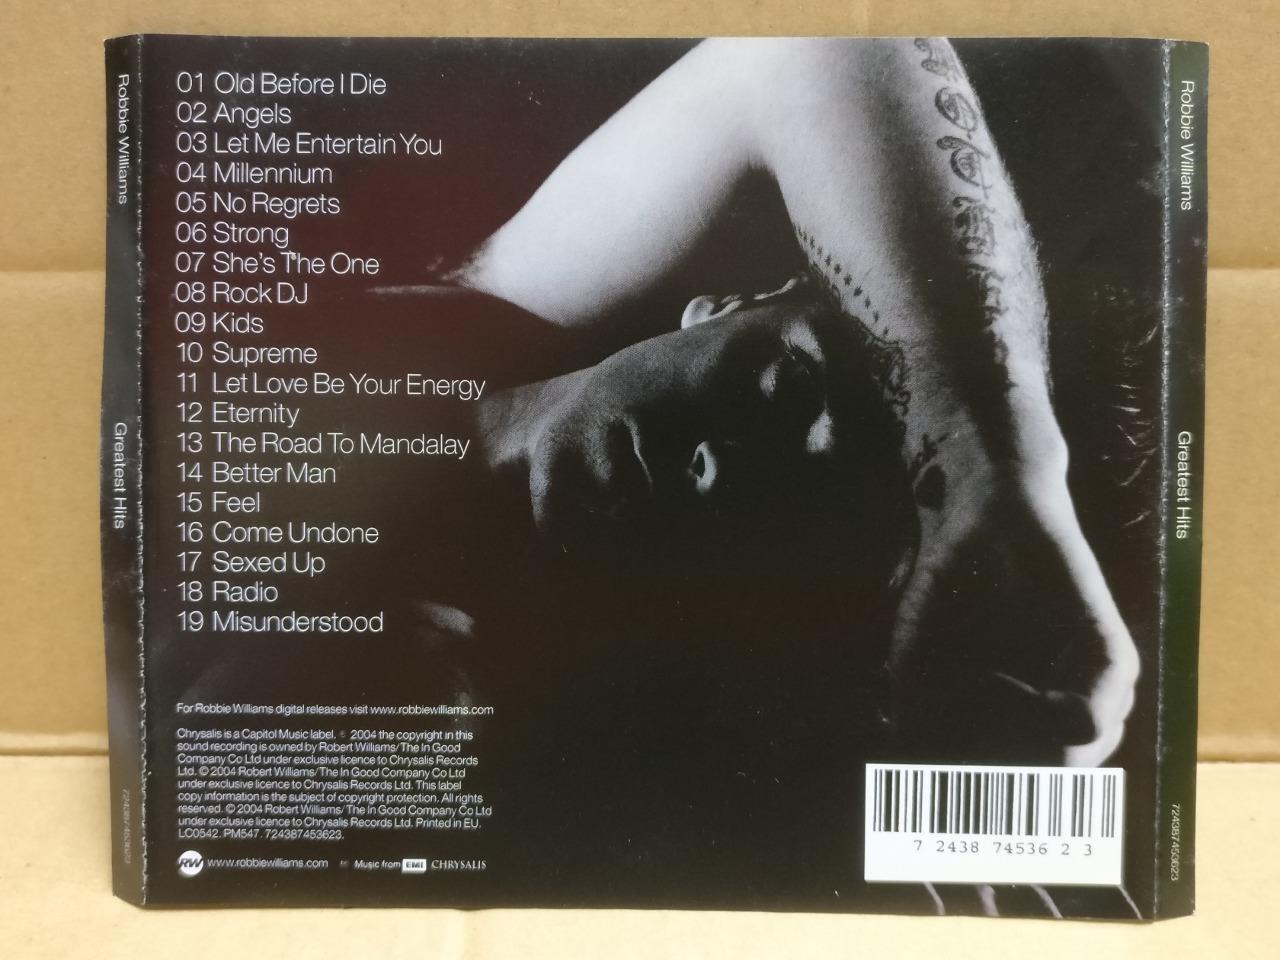 Robbie Williams
Greatest Hits
724387453623
01 Old Before I Die
02 Angels
03 Let Me Entertain You
04 Millennium
05 No Regrets
06 Strong
07 She's The One
08 Rock DJ
09 Kids
10 Supreme
11 Let Love Be Your Energy
12 Eternity
13 The Road To Mandalay
14 Better Man
15 Feel
16 Come Undone
17 Sexed Up
18 Radio
19 Misunderstood
For Robbie Williams digital releases visit www.robbiewilliams.com
Chrysalis is a Capitol Music label. ℗ 2004 the copyright in this
sound recording is owned by Robert Williams/The In Good
Company Co Ltd under exclusive licence to Chrysalis Records
Ltd. © 2004 Robert Williams/The In Good Company Co Ltd
under exclusive licence to Chrysalis Records Ltd. This label
copy information is the subject of copyright protection. All rights
reserved. © 2004 Robert Williams/The In Good Company Co Ltd
under exclusive licence to Chrysalis Records Ltd. Printed in EU.
LC0542. PM547. 724387453623.
RW www.robbiewilliams.com Music from EMI CHRYSALIS
7 2438 74536 2 3
Robbie Williams
Greatest Hits
724387453623